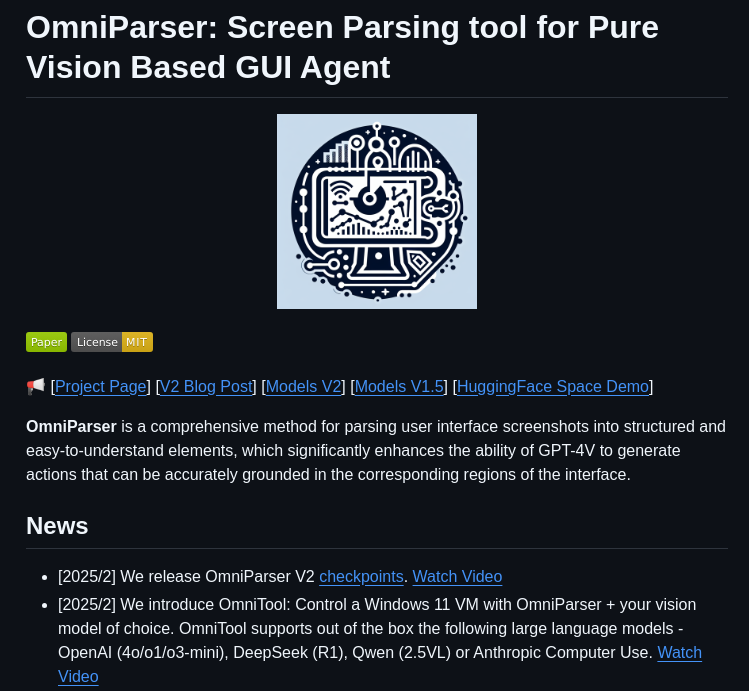 OmniParser: Screen Parsing tool for Pure
Vision Based GUI Agent
Paper License MIT
[Project Page] [V2 Blog Post] [Models V2] [Models V1.5] [HuggingFace Space Demo]
OmniParser is a comprehensive method for parsing user interface screenshots into structured and
easy-to-understand elements, which significantly enhances the ability of GPT-4V to generate
actions that can be accurately grounded in the corresponding regions of the interface.
News
• [2025/2] We release OmniParser V2 checkpoints. Watch Video
• [2025/2] We introduce OmniTool: Control a Windows 11 VM with OmniParser + your vision
model of choice. OmniTool supports out of the box the following large language models -
OpenAI (4o/o1/o3-mini), DeepSeek (R1), Qwen (2.5VL) or Anthropic Computer Use. Watch
Video